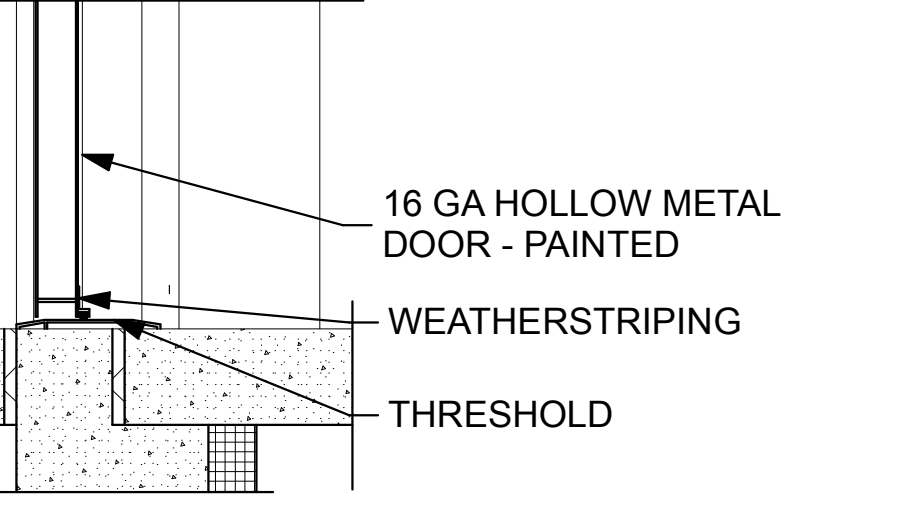 16 GA HOLLOW METAL
DOOR - PAINTED
WEATHERSTRIPING
THRESHOLD